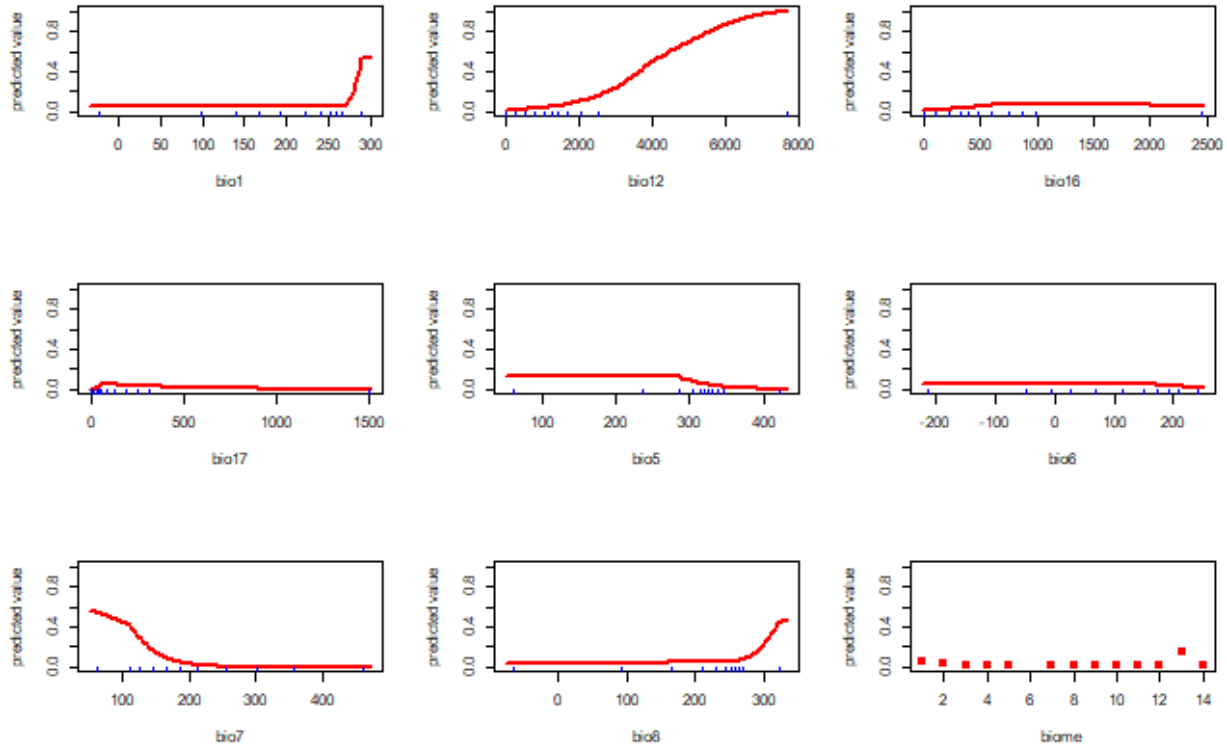 predicted value
0.0 0.4 0.8
0 50 100 150 200 250 300
bio1
predicted value
0.0 0.4 0.8
0 2000 4000 6000 8000
bio12
predicted value
0.0 0.4 0.8
0 500 1000 1500 2000 2500
bio16
predicted value
0.0 0.4 0.8
0 500 1000 1500
bio17
predicted value
0.0 0.4 0.8
100 200 300 400
bio5
predicted value
0.0 0.4 0.8
-200 -100 0 100 200
bio6
predicted value
0.0 0.4 0.8
100 200 300 400
bio7
predicted value
0.0 0.4 0.8
0 100 200 300
bio8
predicted value
0.0 0.4 0.8
2 4 6 8 10 12 14
biome